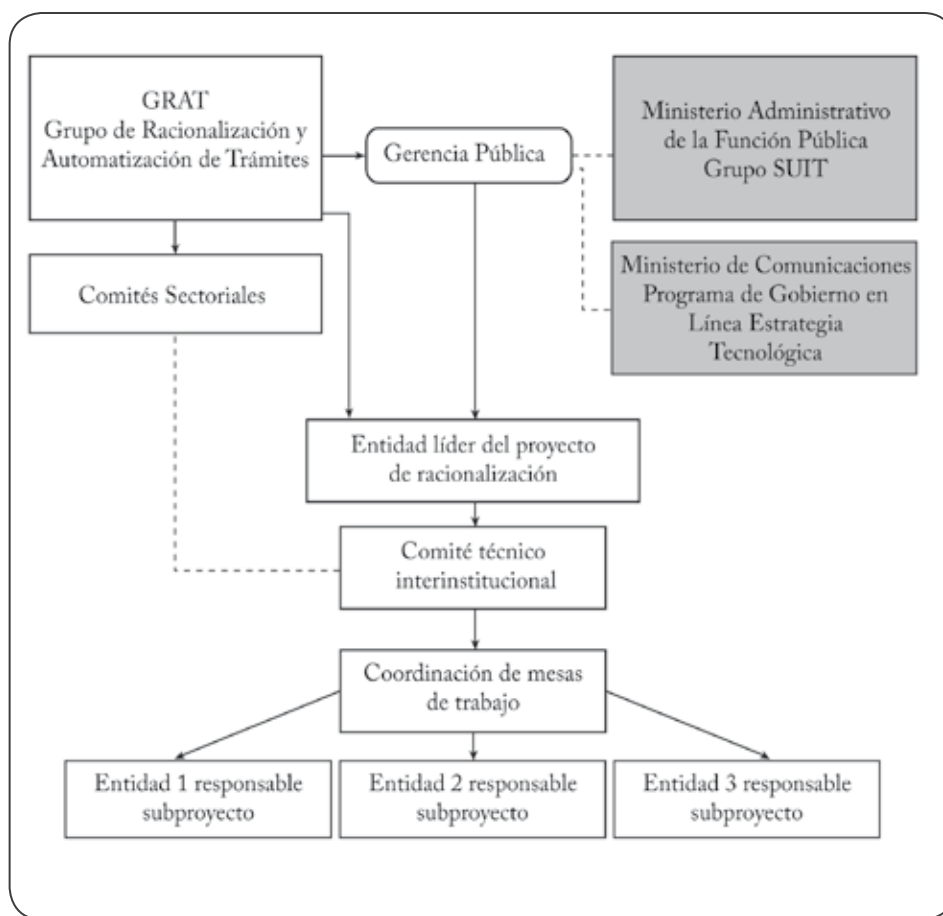 GRAT
Grupo de Racionalización y
Automatización de Trámites
Gerencia Pública
Ministerio Administrativo
de la Función Pública
Grupo SUIT
Comités Sectoriales
Ministerio de Comunicaciones
Programa de Gobierno en
Línea Estrategia
Tecnológica
Entidad líder del proyecto
de racionalización
Comité técnico
interinstitucional
Coordinación de mesas
de trabajo
Entidad 1 responsable
subproyecto
Entidad 2 responsable
subproyecto
Entidad 3 responsable
subproyecto